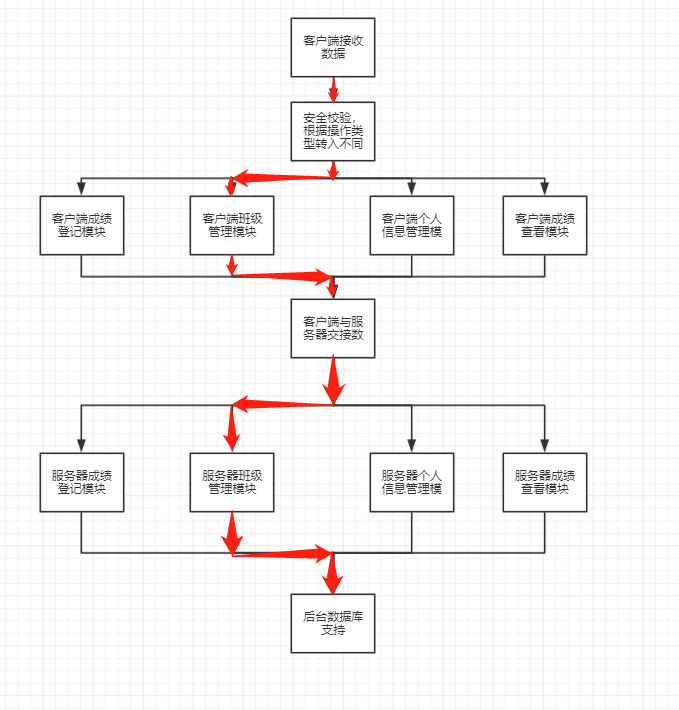 客户端接收
数据
安全校验，
根据操作类
型转入不同
客户端成绩
登记模块
客户端班级
管理模块
客户端个人
信息管理模
客户端成绩
查看模块
客户端与服
务器交接数
服务器成绩
登记模块
服务器班级
管理模块
服务器个人
信息管理模
服务器成绩
查看模块
后台数据库
支持